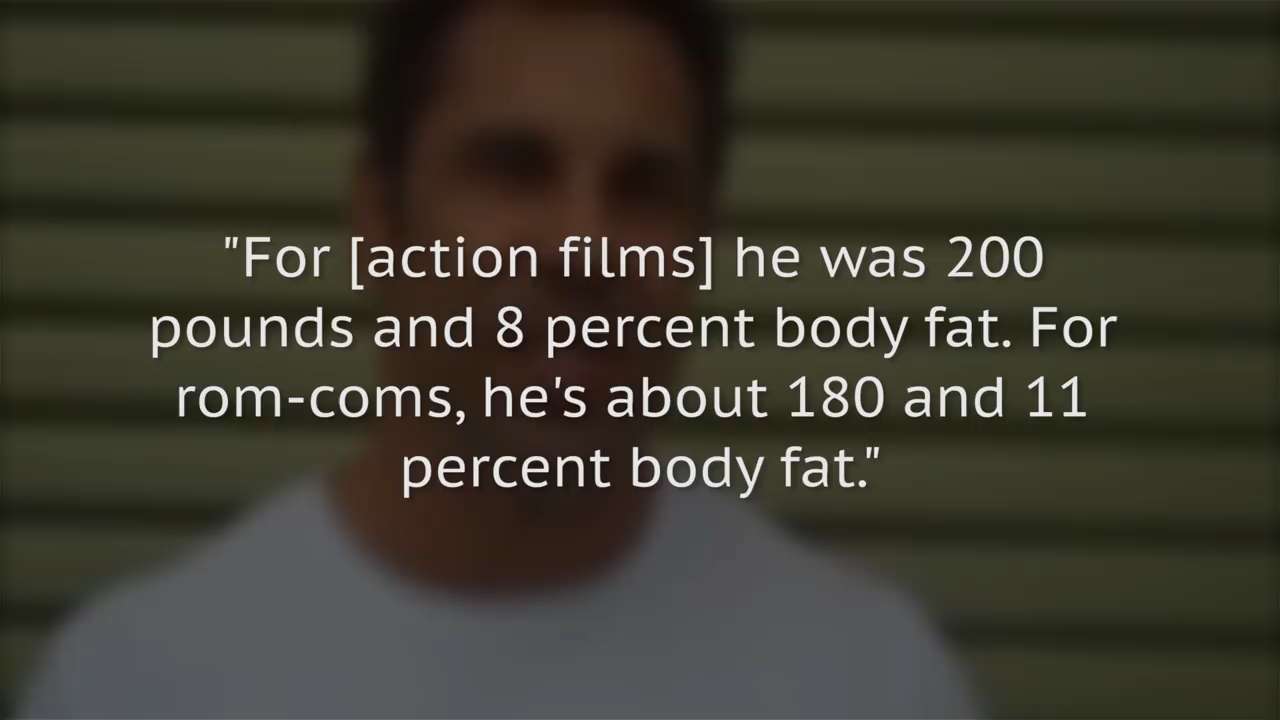 "For [action films] he was 200
pounds and 8 percent body fat. For
rom-coms, he's about 180 and 11
percent body fat."